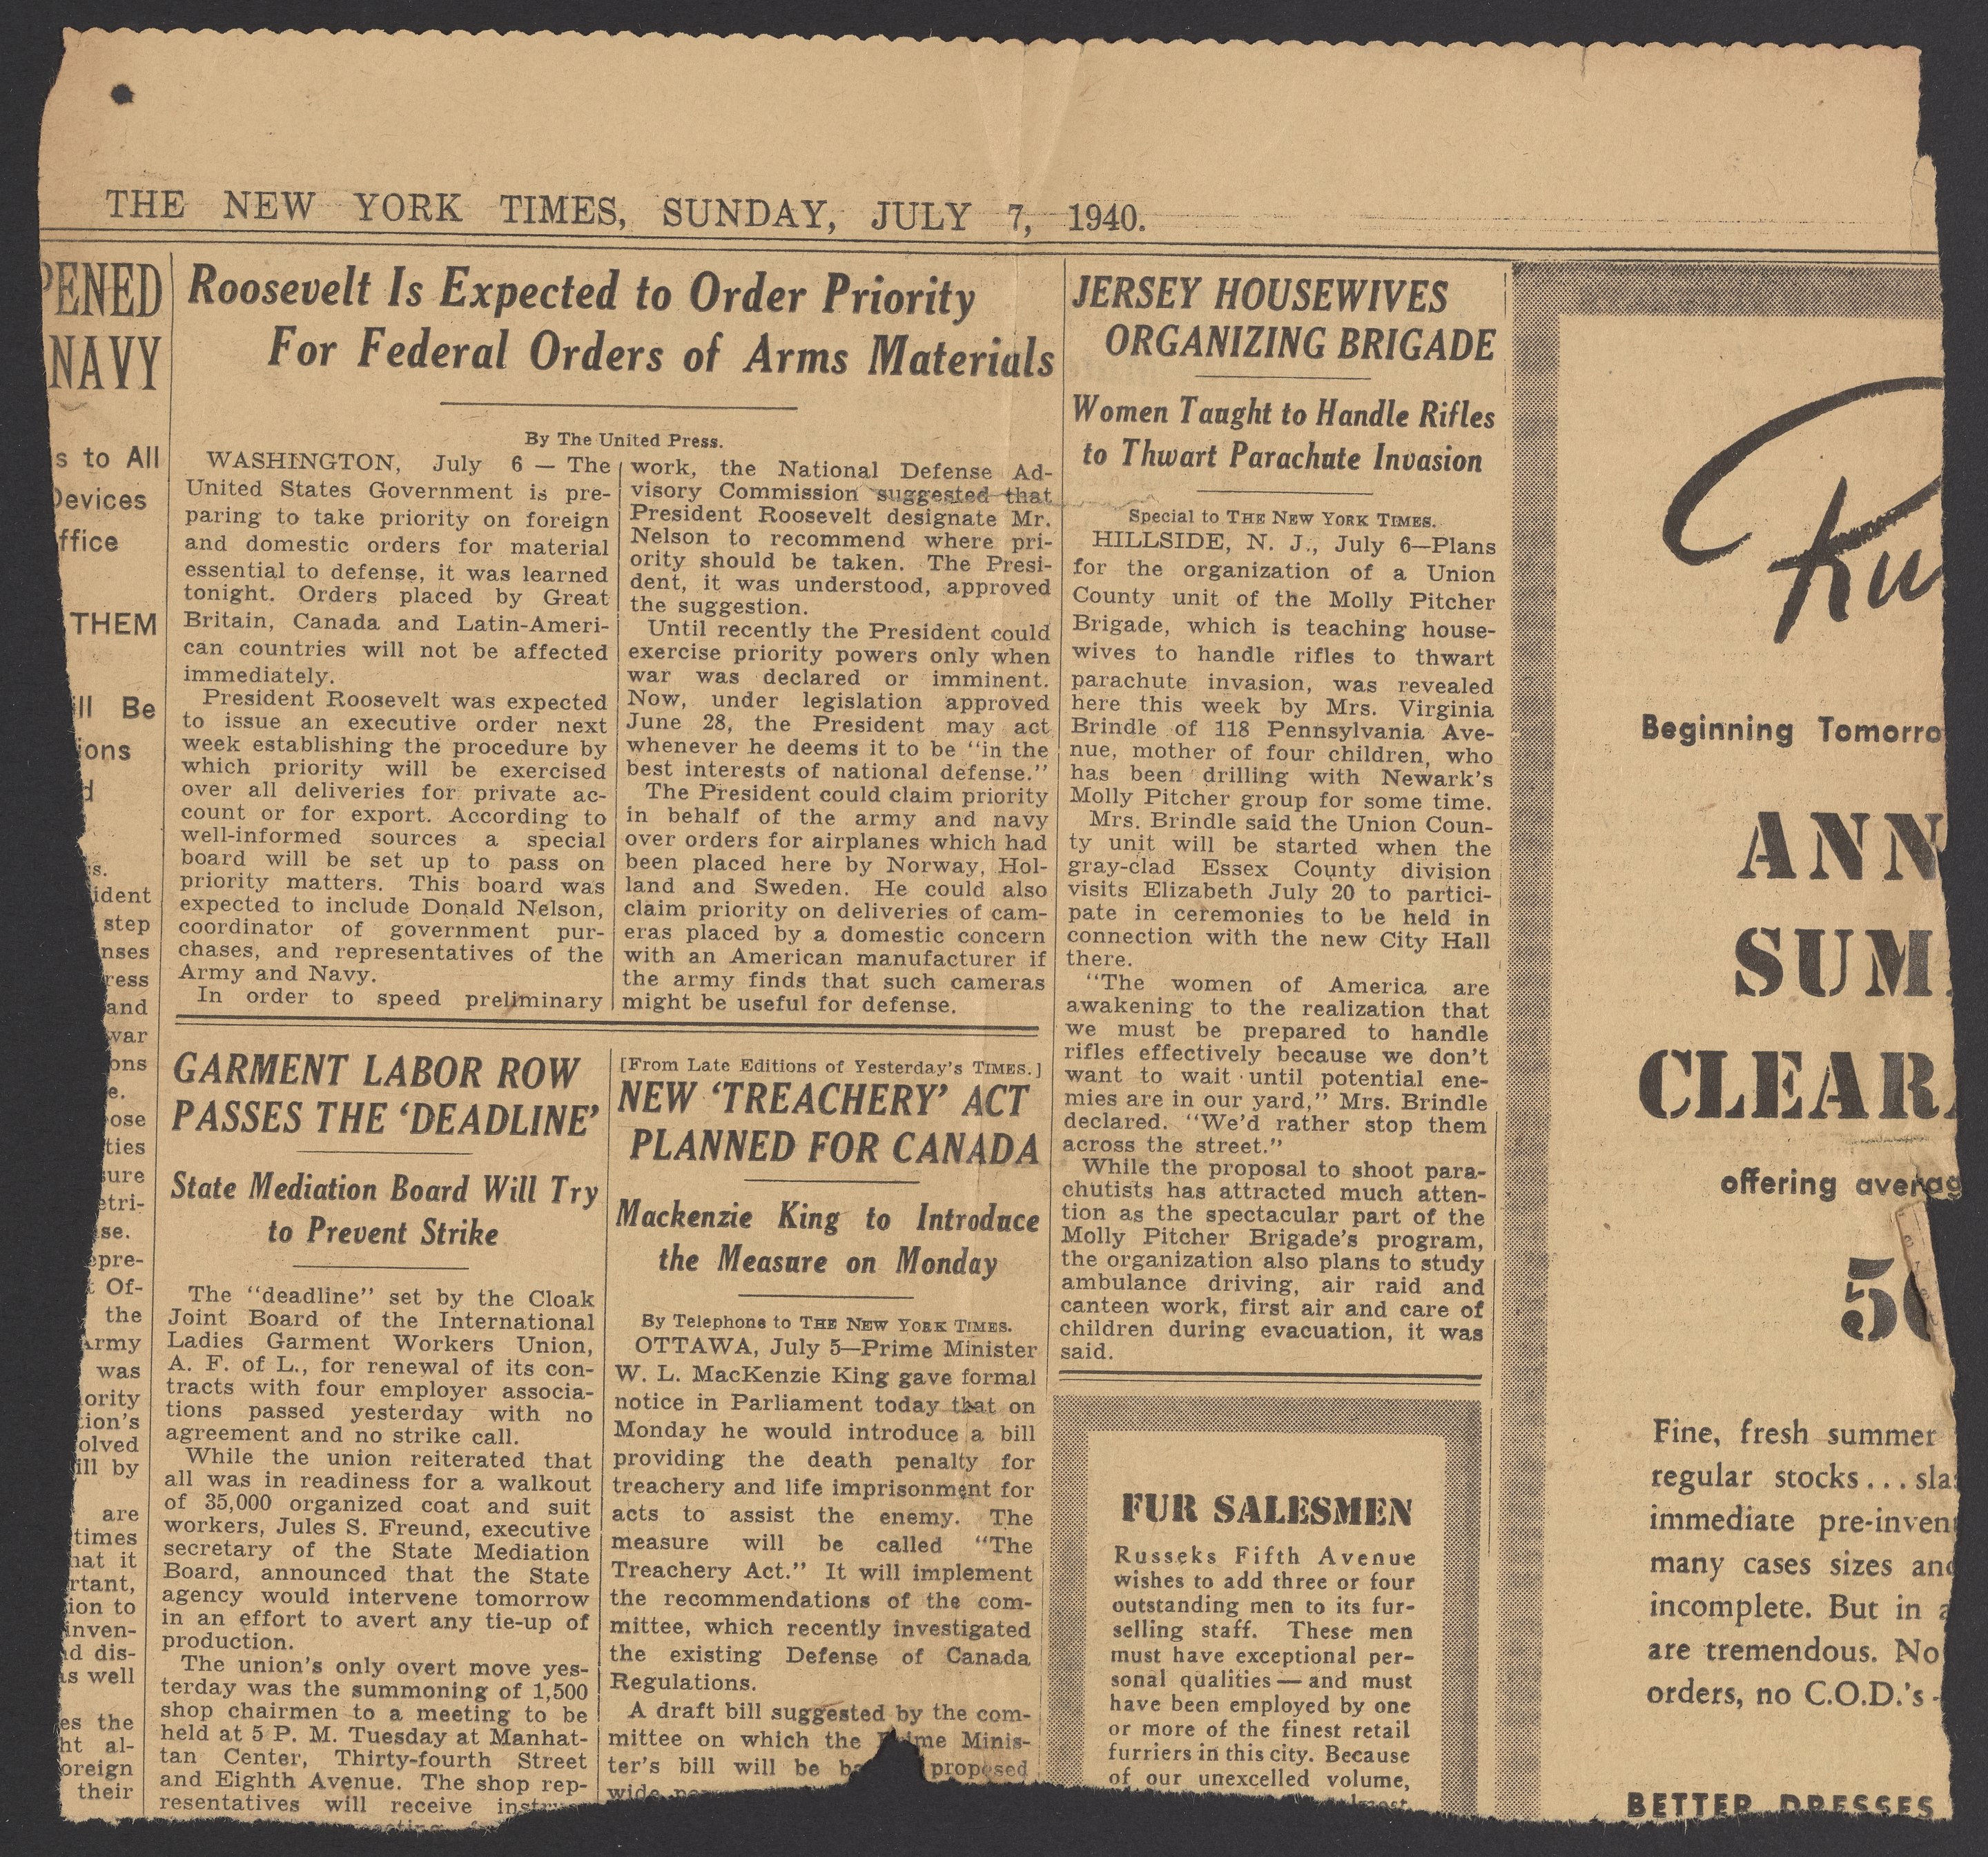 THE NEW YORK TIMES, SUNDAY, JULY 7, 1940.
NAVY
s to All
THEM
Be
step
and
the
was
by
are
times
it
to
dis-
well
the
al-
their
Roosevelt Is Expected to Order Priority
For Federal Orders of Arms Materials
By The United Press.
WASHINGTON, July 6 — The
United States Government is pre-
paring to take priority on foreign
and domestic orders for material
essential to defense, it was learned
tonight. Orders placed by Great
Britain, Canada and Latin-Ameri-
can countries will not be affected
immediately.
President Roosevelt was expected
to issue an executive order next
week establishing the procedure by
which priority will be exercised
over all deliveries for private ac-
count or for export. According to
well-informed sources a special
board will be set up to pass on
priority matters. This board was
expected to include Donald Nelson,
coordinator of government pur-
chases, and representatives of the
Army and Navy.
In order to speed preliminary
work, the National Defense Ad-
visory Commission suggested that
President Roosevelt designate Mr.
Nelson to recommend where pri-
ority should be taken. The Presi-
dent, it was understood, approved
the suggestion.
Until recently the President could
exercise priority powers only when
war was declared or imminent.
Now, under legislation approved
June 28, the President may act
whenever he deems it to be "in the
best interests of national defense."
The President could claim priority
in behalf of the army and navy
over orders for airplanes which had
been placed here by Norway, Hol-
land and Sweden. He could also
claim priority on deliveries of cam-
eras placed by a domestic concern
with an American manufacturer if
the army finds that such cameras
might be useful for defense.
GARMENT LABOR ROW
PASSES THE 'DEADLINE'
State Mediation Board Will Try
to Prevent Strike
The "deadline" set by the Cloak
Joint Board of the International
Ladies Garment Workers Union,
A. F. of L., for renewal of its con-
tracts with four employer associa-
tions passed yesterday with no
agreement and no strike call.
While the union reiterated that
all was in readiness for a walkout
of 35,000 organized coat and suit
workers, Jules S. Freund, executive
secretary of the State Mediation
Board, announced that the State
agency would intervene tomorrow
in an effort to avert any tie-up of
production.
The union's only overt move yes-
terday was the summoning of 1,500
shop chairmen to a meeting to be
held at 5 P. M. Tuesday at Manhat-
tan Center, Thirty-fourth Street
and Eighth Avenue. The shop rep-
resentatives will receive
[From Late Editions of Yesterday's TIMES.]
NEW 'TREACHERY' ACT
PLANNED FOR CANADA
Mackenzie King to Introduce
the Measure on Monday
By Telephone to THE NEW YORK TIMES.
OTTAWA, July 5—Prime Minister
W. L. MacKenzie King gave formal
notice in Parliament today that on
Monday he would introduce a bill
providing the death penalty for
treachery and life imprisonment for
acts to assist the enemy. The
measure will be called "The
Treachery Act." It will implement
the recommendations of the com-
mittee, which recently investigated
the existing Defense of Canada
Regulations.
A draft bill suggested by the com-
mittee on which the Prime Minis-
ter's bill will be proposed
wide
JERSEY HOUSEWIVES
ORGANIZING BRIGADE
Women Taught to Handle Rifles
to Thwart Parachute Invasion
Special to THE NEW YORK TIMES.
HILLSIDE, N. J., July 6—Plans
for the organization of a Union
County unit of the Molly Pitcher
Brigade, which is teaching house-
wives to handle rifles to thwart
parachute invasion, was revealed
here this week by Mrs. Virginia
Brindle of 118 Pennsylvania Ave-
nue, mother of four children, who
has been drilling with Newark's
Molly Pitcher group for some time.
Mrs. Brindle said the Union Coun-
ty unit will be started when the
gray-clad Essex County division
visits Elizabeth July 20 to partici-
pate in ceremonies to be held in
connection with the new City Hall
there.
"The women of America are
awakening to the realization that
we must be prepared to handle
rifles effectively because we don't
want to wait until potential ene-
mies are in our yard," Mrs. Brindle
declared. "We'd rather stop them
across the street."
While the proposal to shoot para-
chutists has attracted much atten-
tion as the spectacular part of the
Molly Pitcher Brigade's program,
the organization also plans to study
ambulance driving, air raid and
canteen work, first air and care of
children during evacuation, it was
said.
FUR SALESMEN
Russeks Fifth Avenue
wishes to add three or four
outstanding men to its fur-
selling staff. These men
must have exceptional per-
sonal qualities — and must
have been employed by one
or more of the finest retail
furriers in this city. Because
of our unexcelled volume,
Beginning Tomorro
ANN
SUM
CLEAR
offering averag
Fine, fresh summer
regular stocks... sla
immediate pre-inven
many cases sizes and
incomplete. But in
are tremendous. No
orders, no C.O.D.'s
BETTER DRESSES